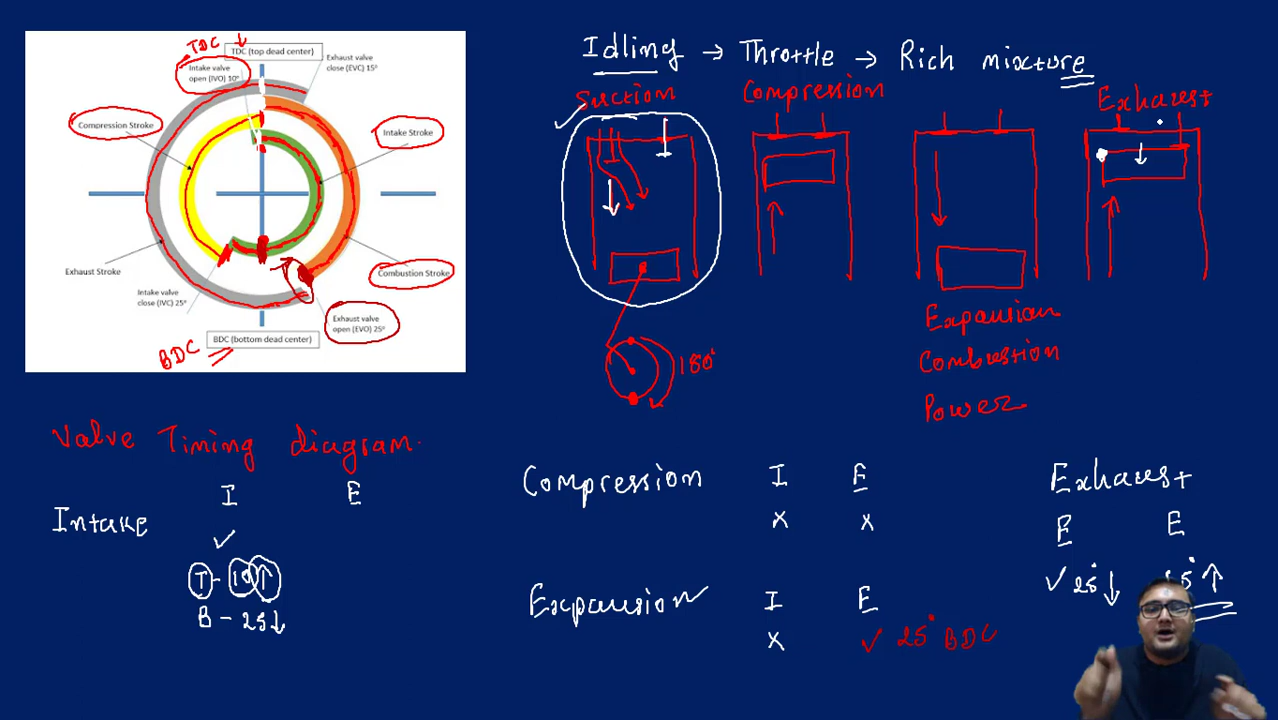 TDC
TDC (top dead center)
Intake valve
open (IVO) 10°
Exhaust valve
close (EVC) 15°
Compression Stroke
Intake Stroke
Exhaust Stroke
Combustion Stroke
Intake valve
close (IVC) 25°
Exhaust valve
open (EVO) 25°
BDC
BDC (bottom dead center)
Idling → Throttle → Rich mixture
Suction
Compression
Exhaust
180°
Expansion
Combustion
Power
Valve Timing diagram.
I E
Intake ✓
T - 10 ↑
B - 25 ↓
Compression I E
x x
Expansion I E
x ✓ 25° BDC
Exhaust
E E
✓ 25° ↓ 5° ↑